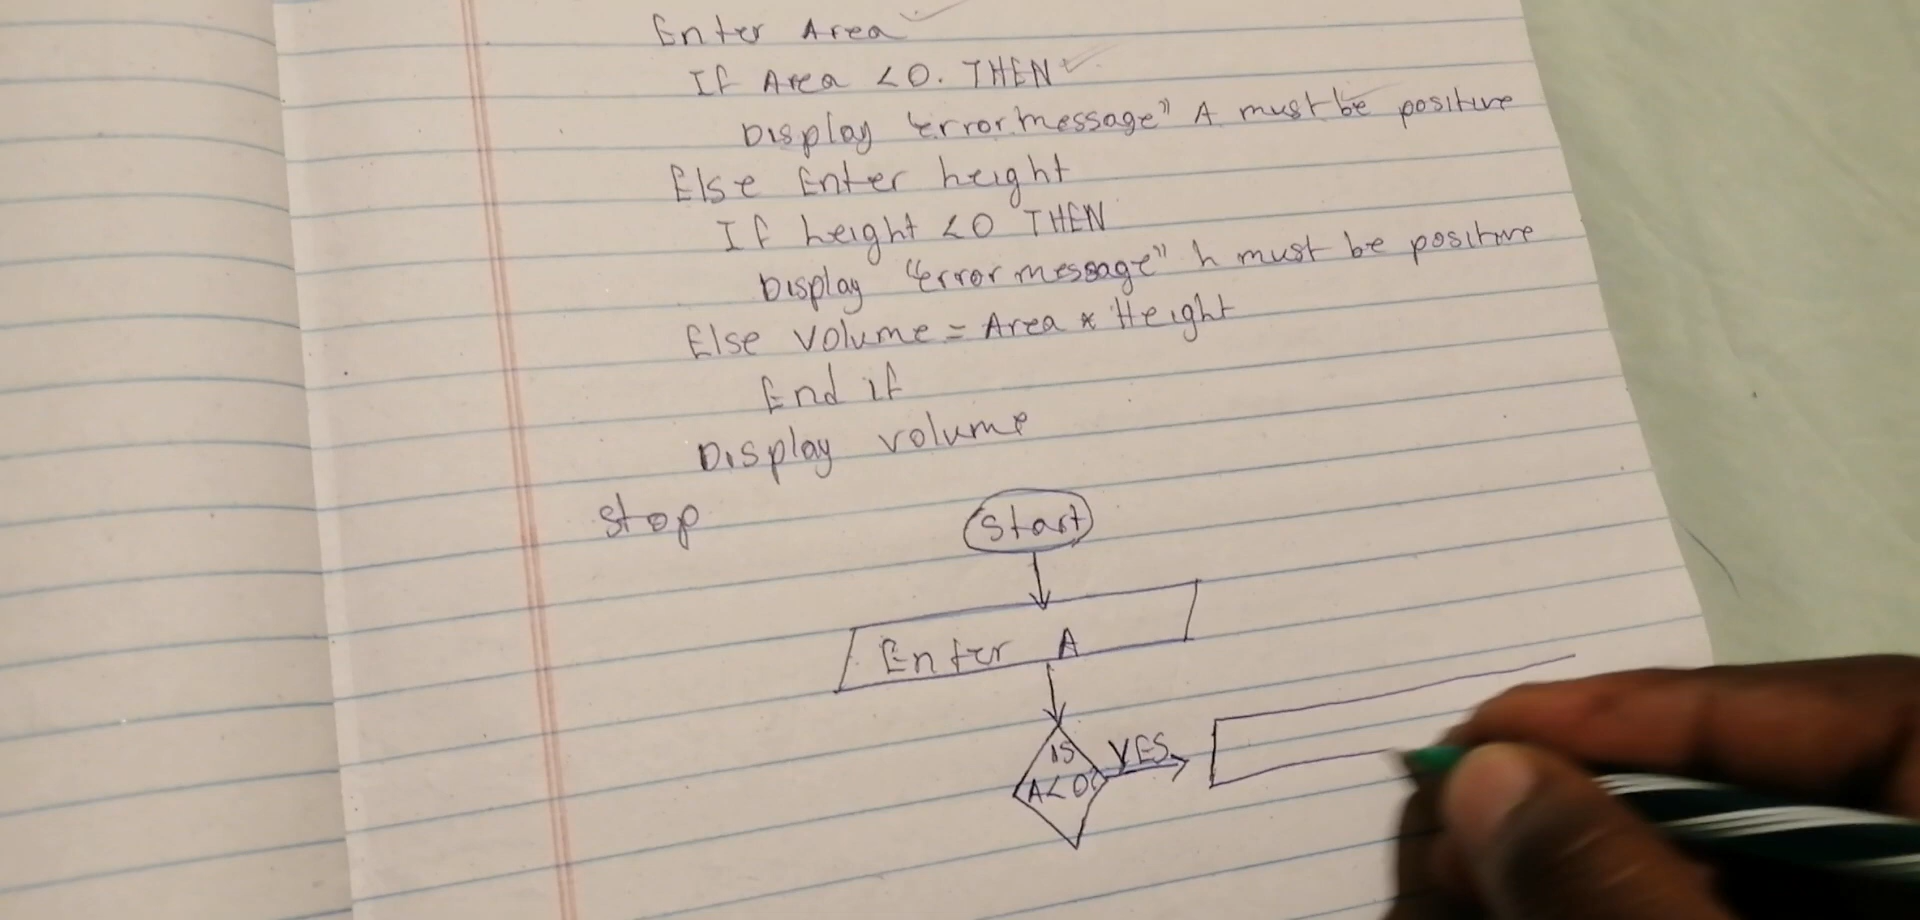 Enter Area
If Area <0. THEN
Display "error message" A must be positive
Else Enter height
If height <0 THEN
Display "error message" h must be positive
Else Volume = Area * Height
End if
Display volume
Stop
Start
Enter A
is
A<0?
YES